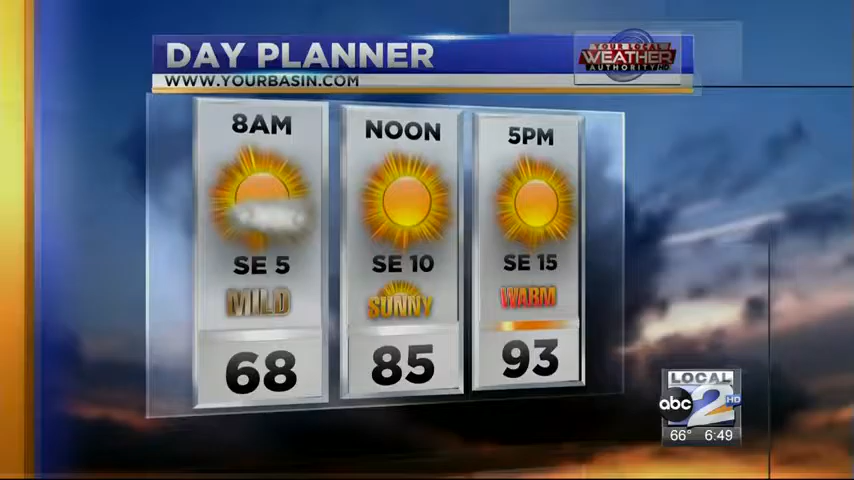 DAY PLANNER
WWW.YOURBASIN.COM
YOUR LOCAL
WEATHER
AUTHORITY HD
8AM
SE 5
MILD
68
NOON
SE 10
SUNNY
85
5PM
SE 15
WARM
93
LOCAL
abc 2 HD
66° 6:49